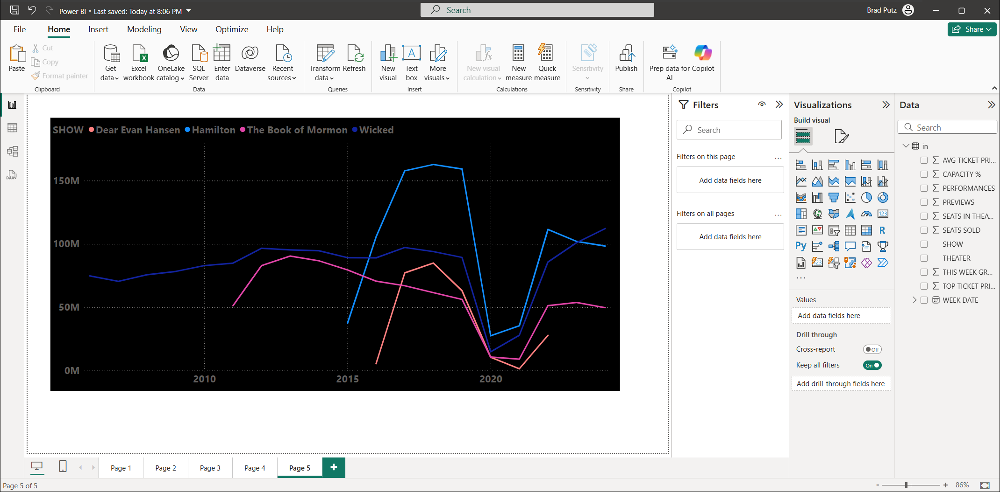 Power BI • Last saved: Today at 8:06 PM
Search
Brad Putz
File Home Insert Modeling View Optimize Help
Share
Paste
Cut
Copy
Format painter
Clipboard
Get data
Excel workbook
OneLake catalog
SQL Server
Enter data
Dataverse
Recent sources
Data
Transform data
Refresh
Queries
New visual
Text box
More visuals
Insert
New visual calculation
New measure
Quick measure
Calculations
Sensitivity
Sensitivity
Publish
Share
Prep data for AI
Copilot
Copilot
SHOW Dear Evan Hansen Hamilton The Book of Mormon Wicked
150M
100M
50M
0M
2010 2015 2020
Filters
Search
Filters on this page ...
Add data fields here
Filters on all pages ...
Add data fields here
Visualizations
Build visual
123
R
Py
123
...
Values
Add data fields here
Drill through
Cross-report Off
Keep all filters On
Add drill-through fields here
Data
Search
in
AVG TICKET PRI...
CAPACITY %
PERFORMANCES
PREVIEWS
SEATS IN THEA...
SEATS SOLD
SHOW
THEATER
THIS WEEK GR...
TOP TICKET PRI...
WEEK DATE
DAX
Page 1 Page 2 Page 3 Page 4 Page 5 +
Page 5 of 5
- + 86%